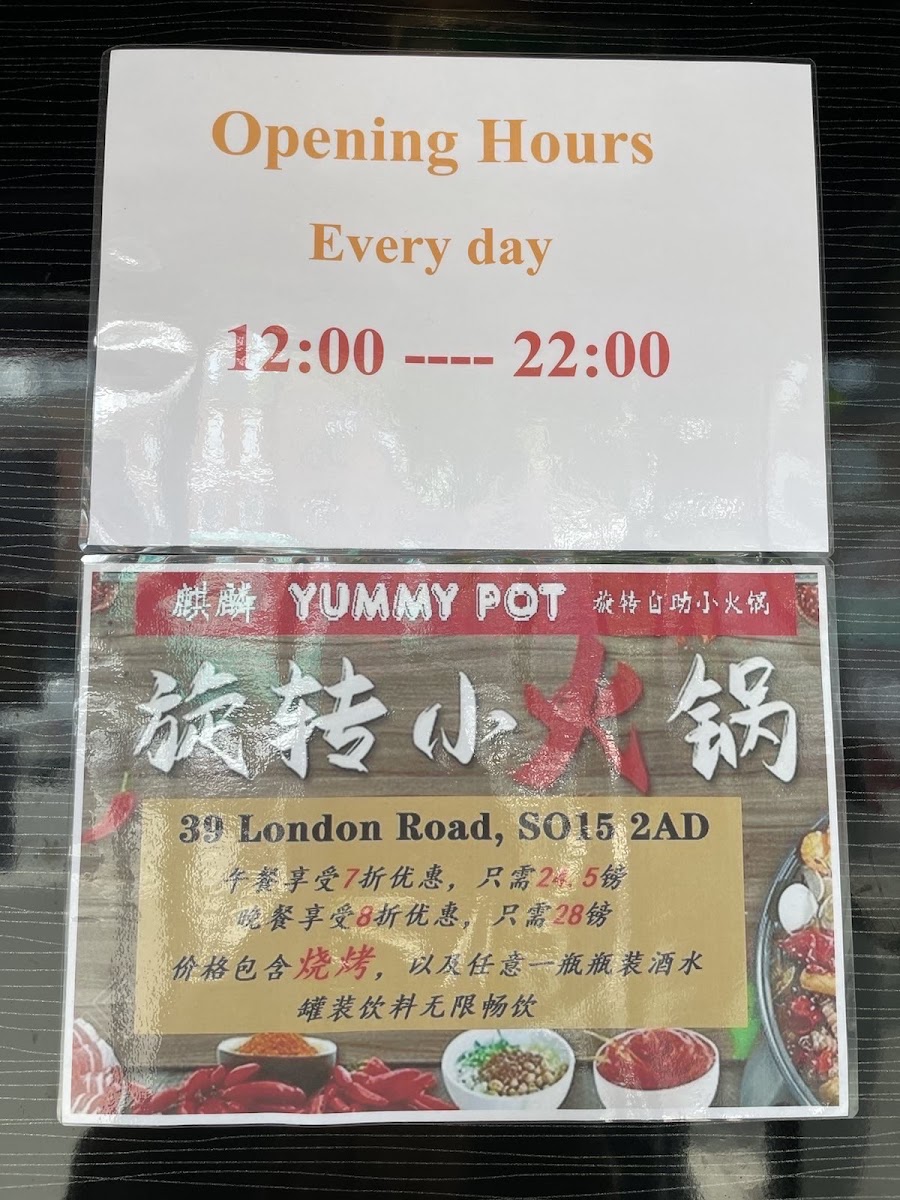 Opening Hours
Every day
12:00 ---- 22:00
麒麟 YUMMY POT 旋转自助小火锅
旋转小火锅
39 London Road, SO15 2AD
午餐享受7折优惠，只需24.5镑
晚餐享受8折优惠，只需28镑
价格包含烧烤，以及任意一瓶瓶装酒水
罐装饮料无限畅饮